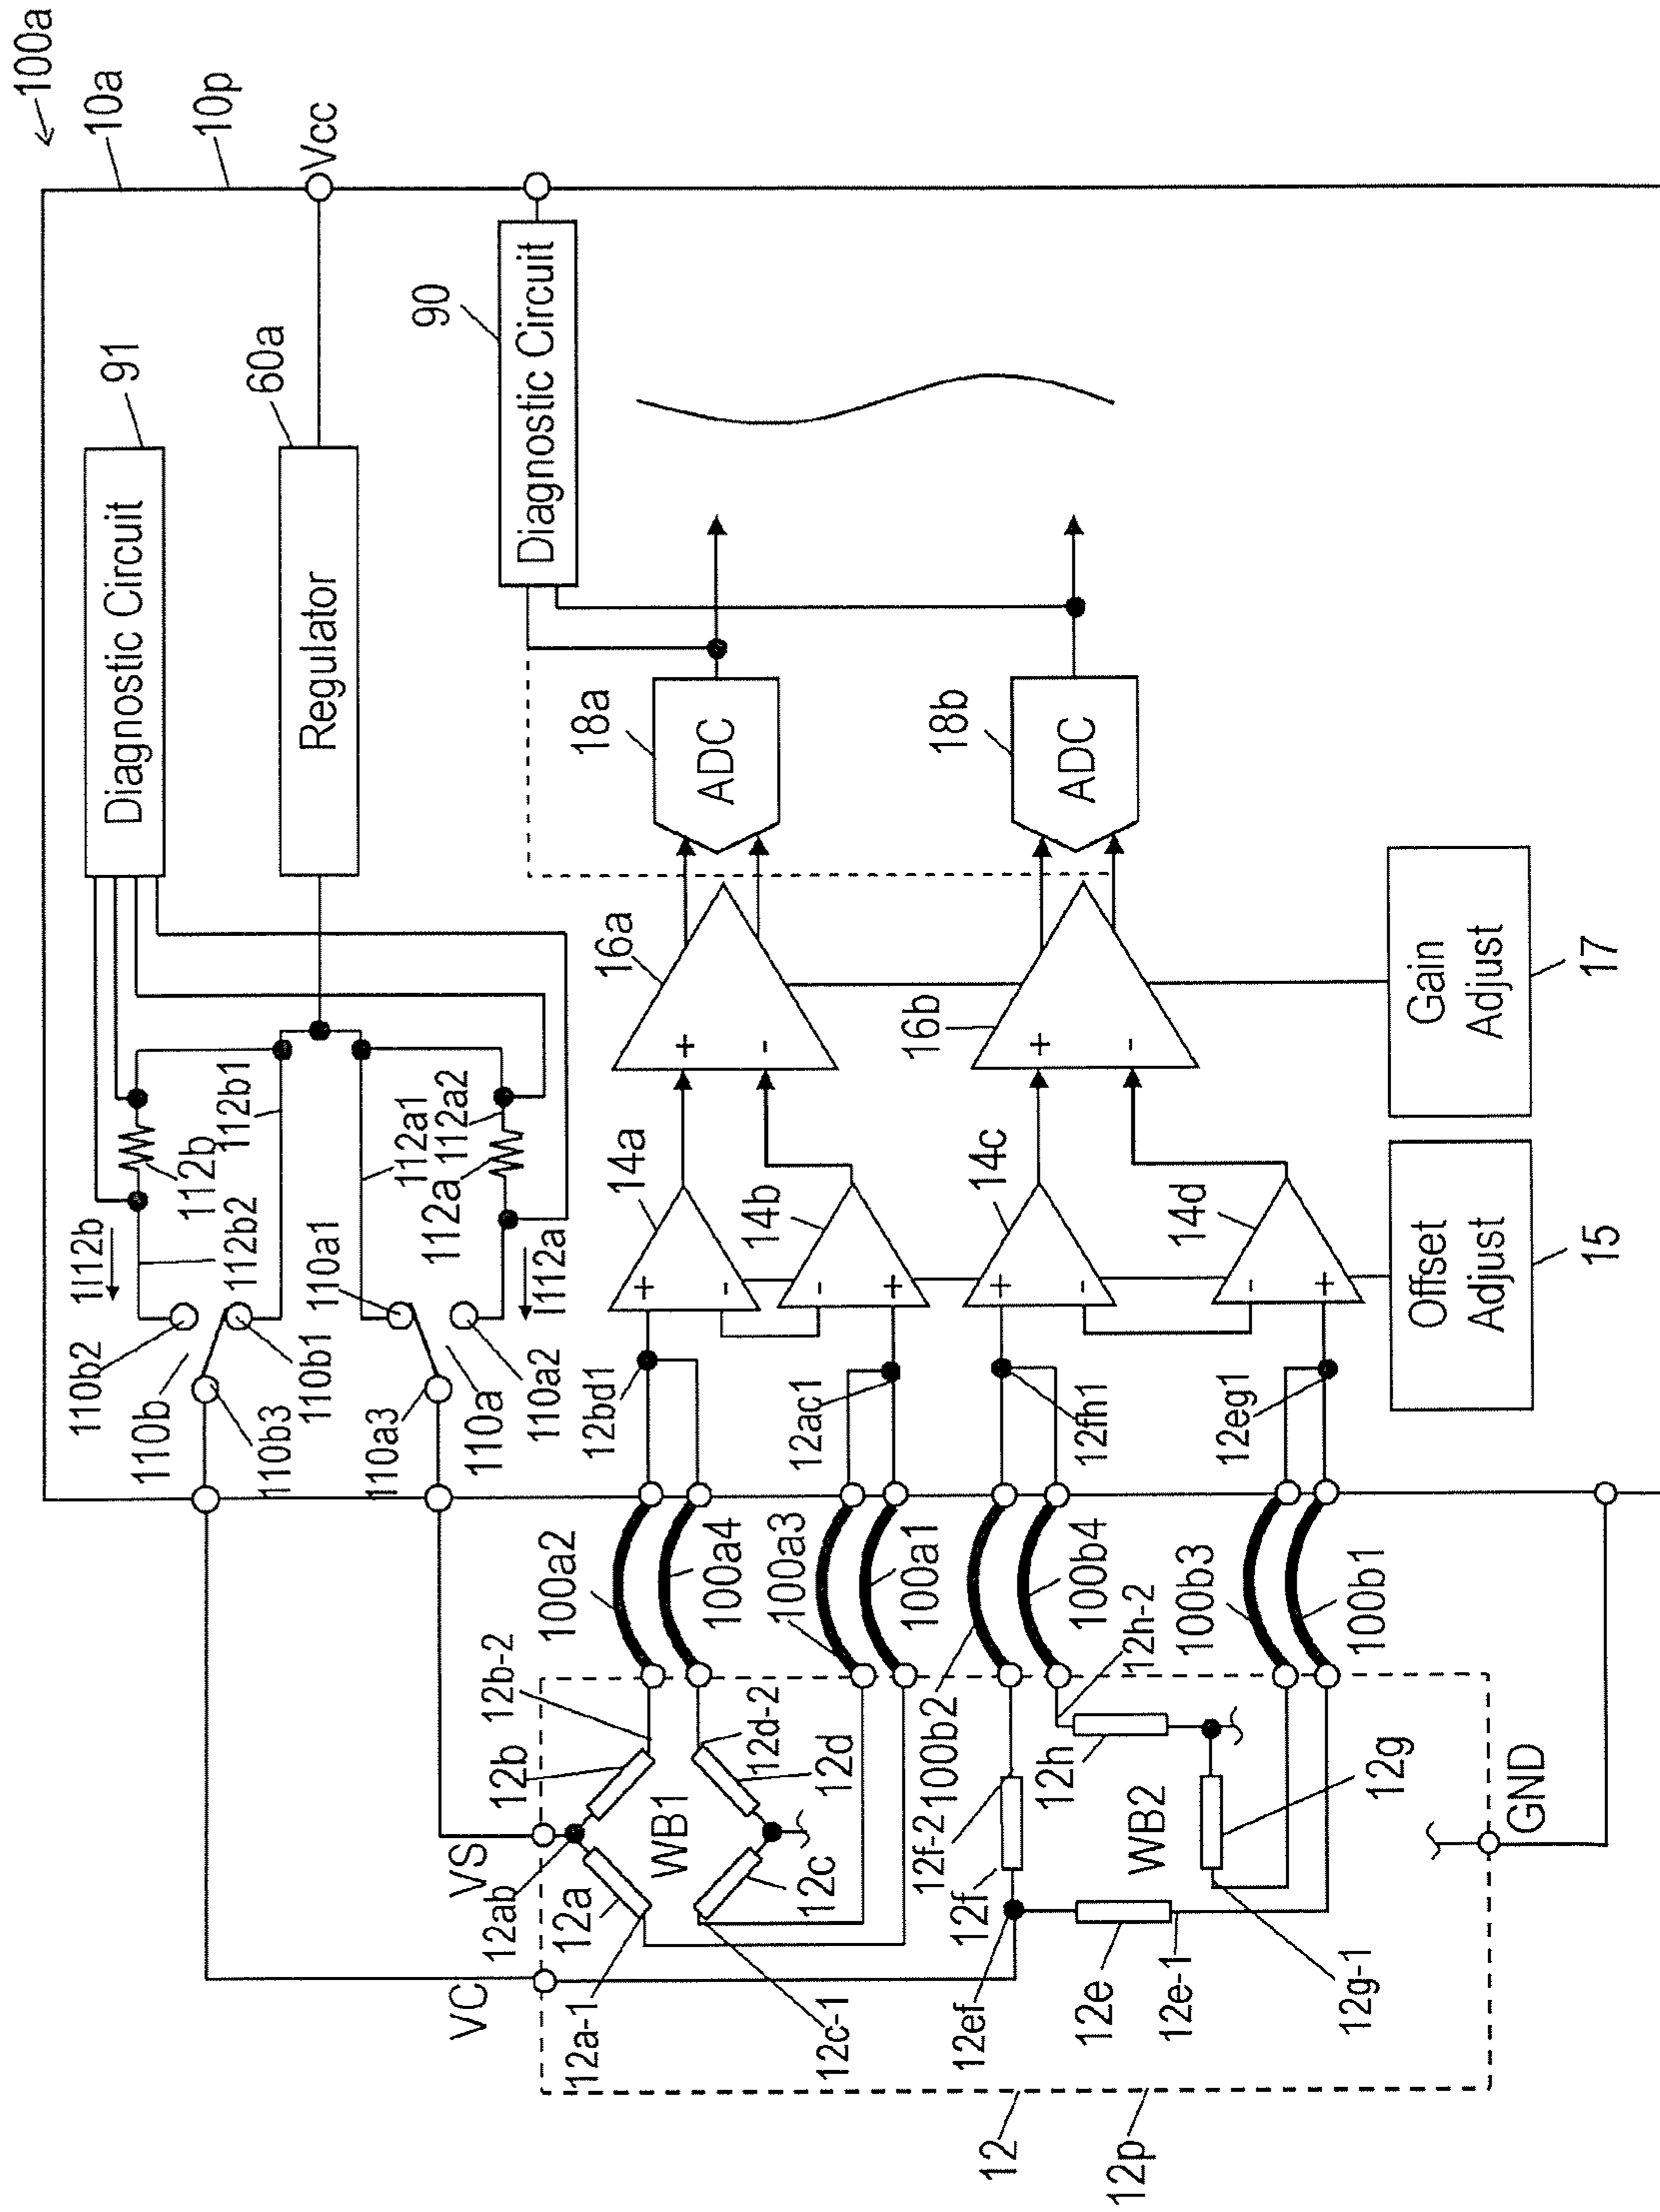 100a
10a
10p
Vcc
91
Diagnostic Circuit
60a
Regulator
90
Diagnostic Circuit
18a
ADC
18b
ADC
16a
+
-
16b
+
-
Gain
Adjust
17
112b1
112b
112b2
1I12b
112a1
112a2
112a
I112a
110a1
110b2
110b
110b3
110b1
110a3
110a
110a2
14a
+
-
14b
-
+
14c
+
-
14d
-
+
Offset
Adjust
15
12bd1
12ac1
12fh1
12eg1
100a2
100a4
100a3
100a1
100b2
100b4
100b3
100b1
12b-2
12b
12d-2
12d
12h-2
12h
12g
VS
12ab
12a
WB1
12c
12f-2
12f
WB2
GND
VC
12a-1
12c-1
12ef
12e
12e-1
12g-1
12
12p